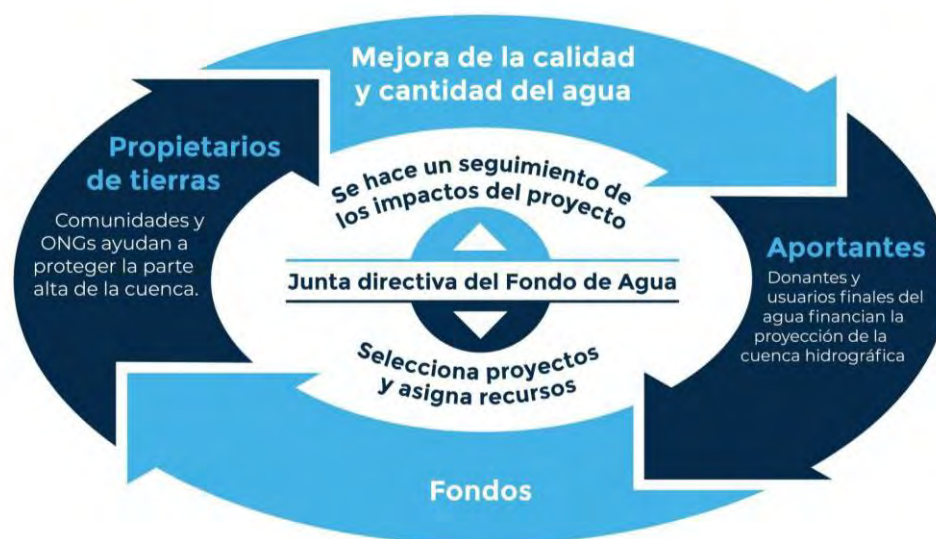 Mejora de la calidad
y cantidad del agua
Propietarios
de tierras
Comunidades y
ONGs ayudan a
proteger la parte
alta de la cuenca.
Se hace un seguimiento de
los impactos del proyecto
Junta directiva del Fondo de Agua
Selecciona proyectos
y asigna recursos
Aportantes
Donantes y
usuarios finales del
agua financian la
proyección de la
cuenca hidrográfica
Fondos